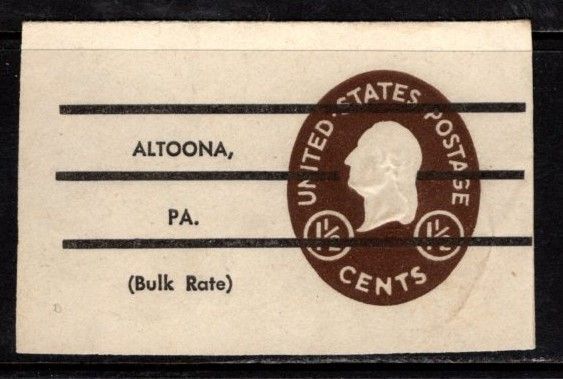 ALTOONA,
PA.
(Bulk Rate)
UNITED STATES POSTAGE
1½ 1½
CENTS